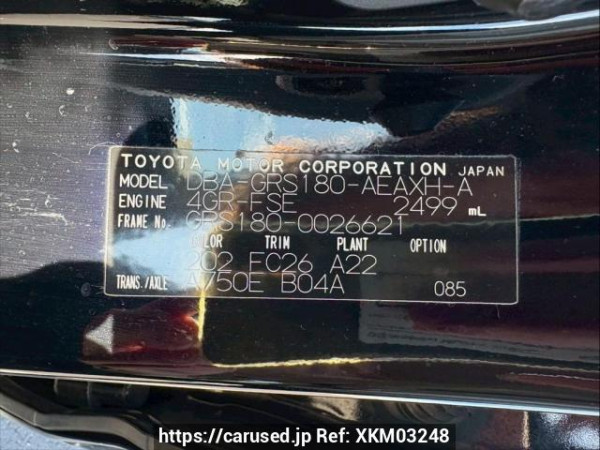 TOYOTA MOTOR CORPORATION JAPAN
MODEL DBA-GRS180-AEAXH-A
ENGINE 4GR-FSE 2499 mL
FRAME No. GRS180-0026621
COLOR TRIM PLANT OPTION
202 FC26 A22
TRANS./AXLE A750E B04A 085
https://carused.jp Ref: XKM03248